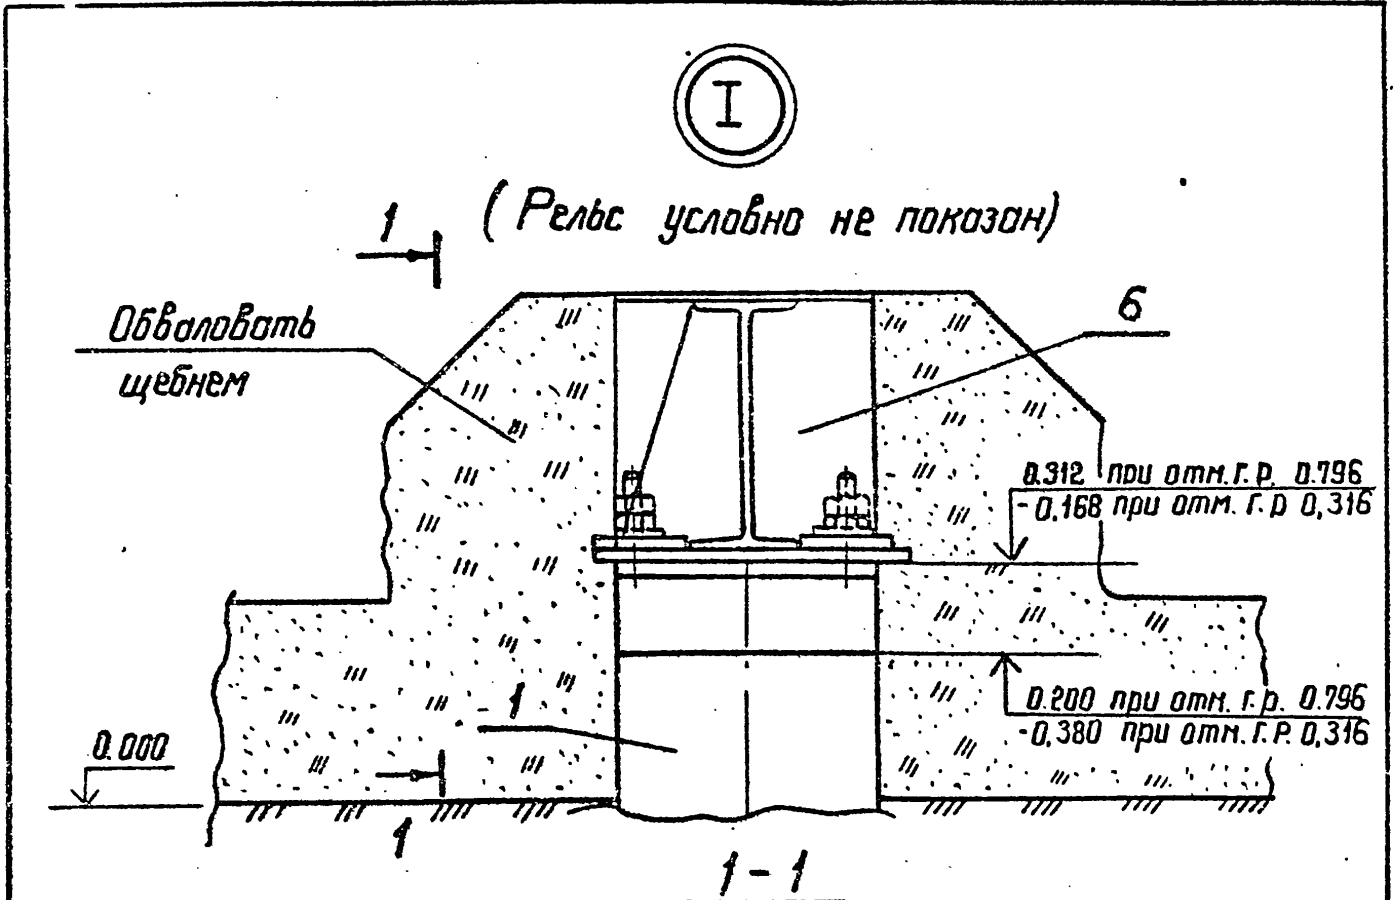 I
( Рельс условно не показан)
1
Обваловать
щебнем
6
0.312 при отм. г.р. 0.796
-0.168 при отм. г.р 0,316
1
0.200 при отм. г.р. 0.796
-0,380 при отм. г.р. 0,316
0.000
1
1-1